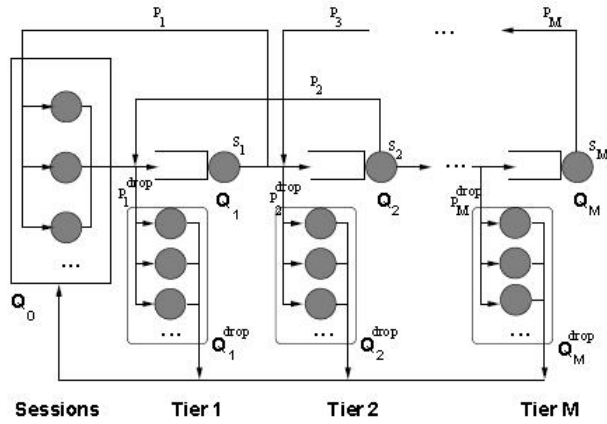 P1 P3 ... PM
P2
S1 S2 ... SM
P1^drop Q1 P2^drop Q2 PM^drop QM
... 
Q0 ... ... ...
Q1^drop Q2^drop QM^drop
Sessions Tier 1 Tier 2 Tier M